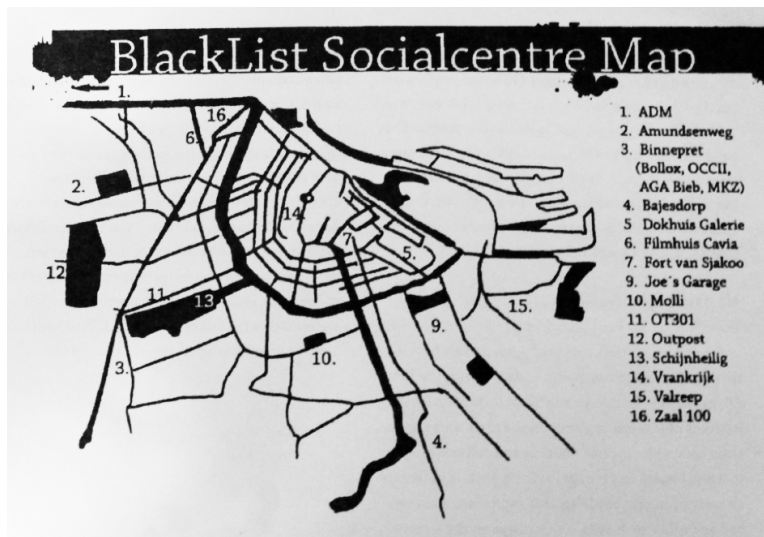 BlackList Socialcentre Map
1. ADM
2. Amundsenweg
3. Binnepret
(Bollox, OCCII,
AGA Bieb, MKZ)
4. Bajesdorp
5 Dokhuis Galerie
6. Filmhuis Cavia
7. Fort van Sjakoo
9. Joe´s Garage
10. Molli
11. OT301
12. Outpost
13. Schijnheilig
14. Vrankrijk
15. Valreep
16. Zaal 100
1.
16.
6.
2.
14.
7.
5.
12
11.
13
15.
9.
10.
3.
4.